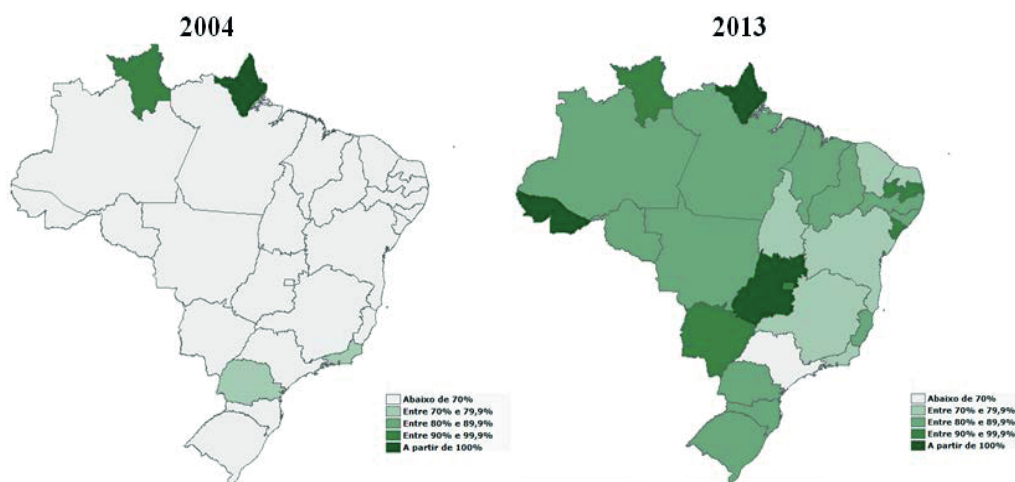 2004
2013
Abaixo de 70%
Entre 70% e 79,9%
Entre 80% e 89,9%
Entre 90% e 99,9%
A partir de 100%
Abaixo de 70%
Entre 70% e 79,9%
Entre 80% e 89,9%
Entre 90% e 99,9%
A partir de 100%